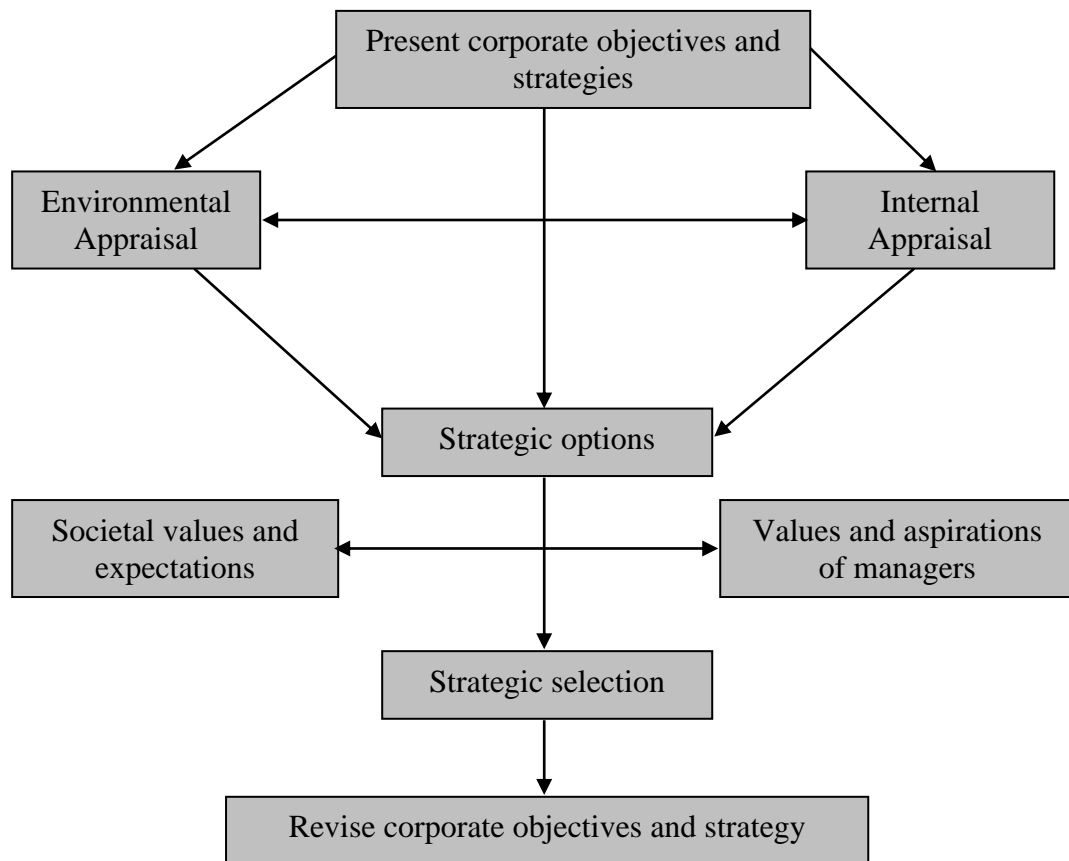 Present corporate objectives and
strategies
Environmental
Appraisal
Internal
Appraisal
Strategic options
Societal values and
expectations
Values and aspirations
of managers
Strategic selection
Revise corporate objectives and strategy